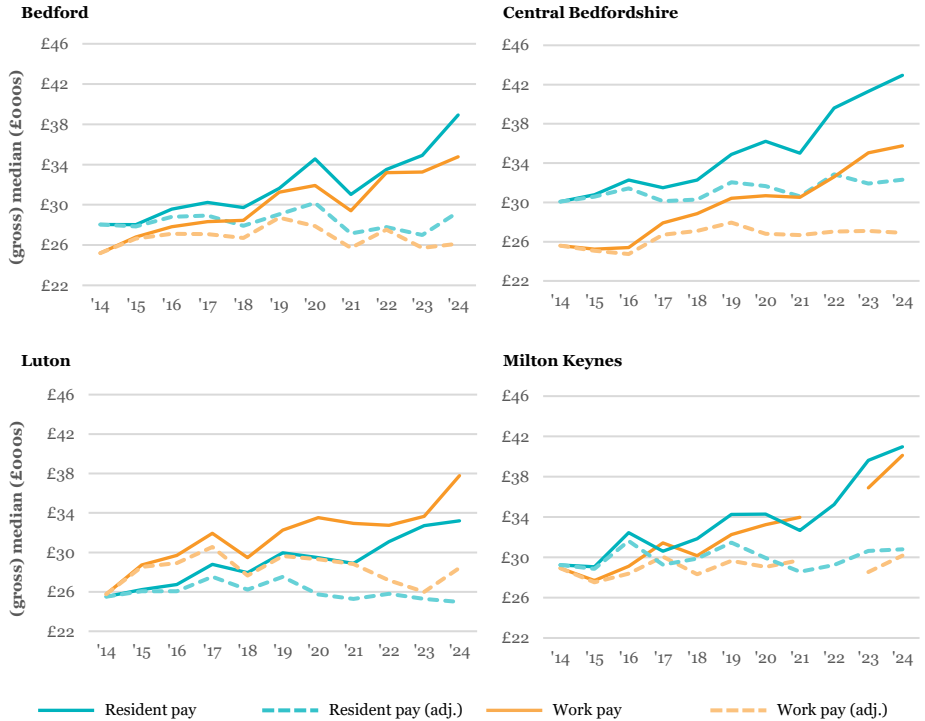 Bedford
(gross) median (£000s)
£46
£42
£38
£34
£30
£26
£22
'14 '15 '16 '17 '18 '19 '20 '21 '22 '23 '24
Central Bedfordshire
£46
£42
£38
£34
£30
£26
£22
'14 '15 '16 '17 '18 '19 '20 '21 '22 '23 '24
Luton
(gross) median (£000s)
£46
£42
£38
£34
£30
£26
£22
'14 '15 '16 '17 '18 '19 '20 '21 '22 '23 '24
Milton Keynes
£46
£42
£38
£34
£30
£26
£22
'14 '15 '16 '17 '18 '19 '20 '21 '22 '23 '24
Resident pay Resident pay (adj.) Work pay Work pay (adj.)